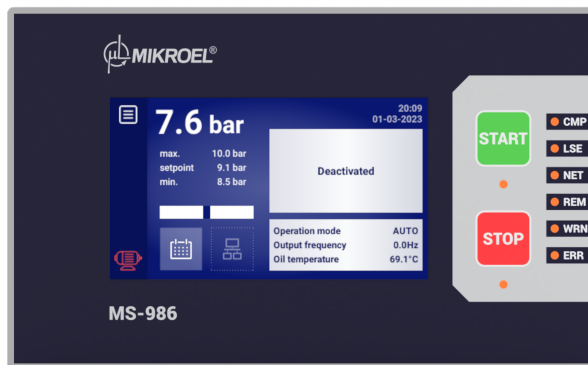 MIKROEL®
20:09
01-03-2023
7.6 bar
max. 10.0 bar
setpoint 9.1 bar
min. 8.5 bar
Deactivated
Operation mode AUTO
Output frequency 0.0Hz
Oil temperature 69.1°C
START
STOP
CMP
LSE
NET
REM
WRN
ERR
MS-986